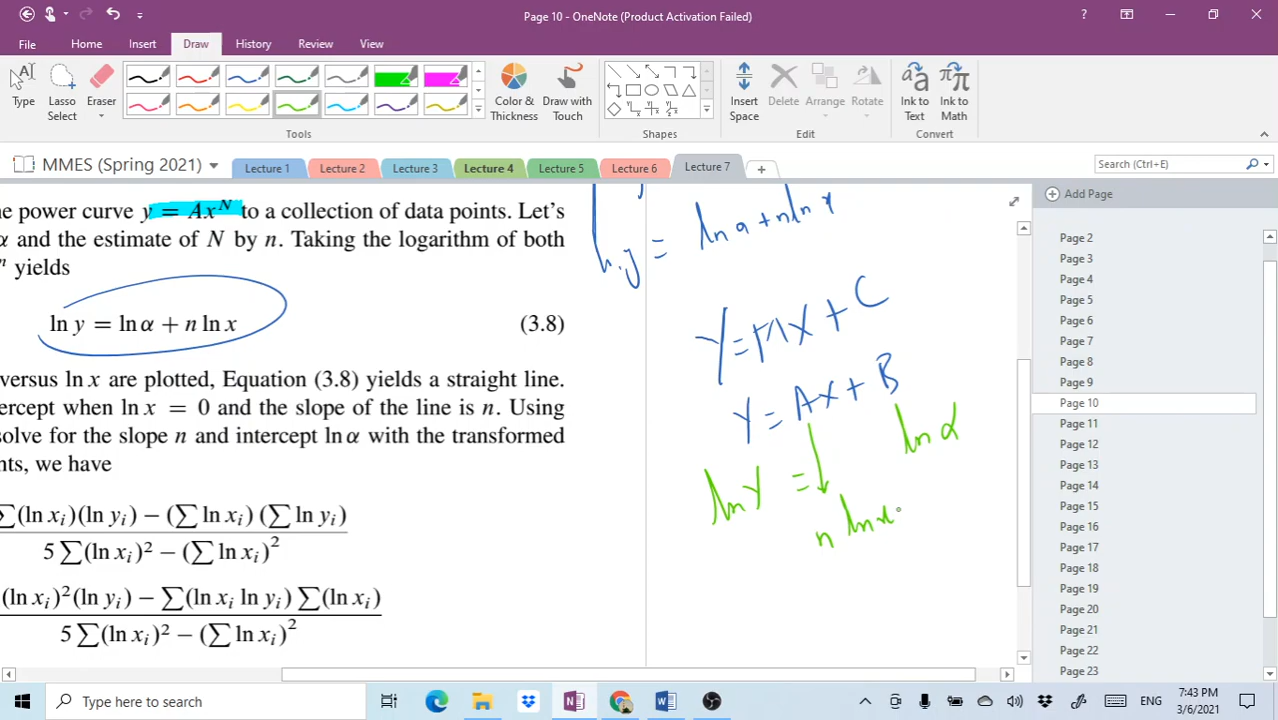 Page 10 - OneNote (Product Activation Failed)
?
File Home Insert Draw History Review View
Type
Lasso Select
Eraser
Color & Thickness
Draw with Touch
Insert Space
Delete
Arrange
Rotate
Ink to Text
Ink to Math
Tools Shapes Edit Convert
MMES (Spring 2021)
Lecture 1 Lecture 2 Lecture 3 Lecture 4 Lecture 5 Lecture 6 Lecture 7
Search (Ctrl+E)
Add Page
Page 2
Page 3
Page 4
Page 5
Page 6
Page 7
Page 8
Page 9
Page 10
Page 11
Page 12
Page 13
Page 14
Page 15
Page 16
Page 17
Page 18
Page 19
Page 20
Page 21
Page 22
Page 23
ne power curve y = Ax^N to a collection of data points. Let's
α and the estimate of N by n. Taking the logarithm of both
^n yields
ln y = ln α + n ln x (3.8)
versus ln x are plotted, Equation (3.8) yields a straight line.
ercept when ln x = 0 and the slope of the line is n. Using
solve for the slope n and intercept ln α with the transformed
nts, we have
∑(ln x_i)(ln y_i) − (∑ ln x_i) (∑ ln y_i)
5 ∑(ln x_i)² − (∑ ln x_i)²
(ln x_i)²(ln y_i) − ∑(ln x_i ln y_i) ∑(ln x_i)
5 ∑(ln x_i)² − (∑ ln x_i)²
ln y = ln a + n ln x
Y = MX + C
Y = AX + B
ln α
ln Y =
n ln x
Type here to search
ENG
7:43 PM
3/6/2021